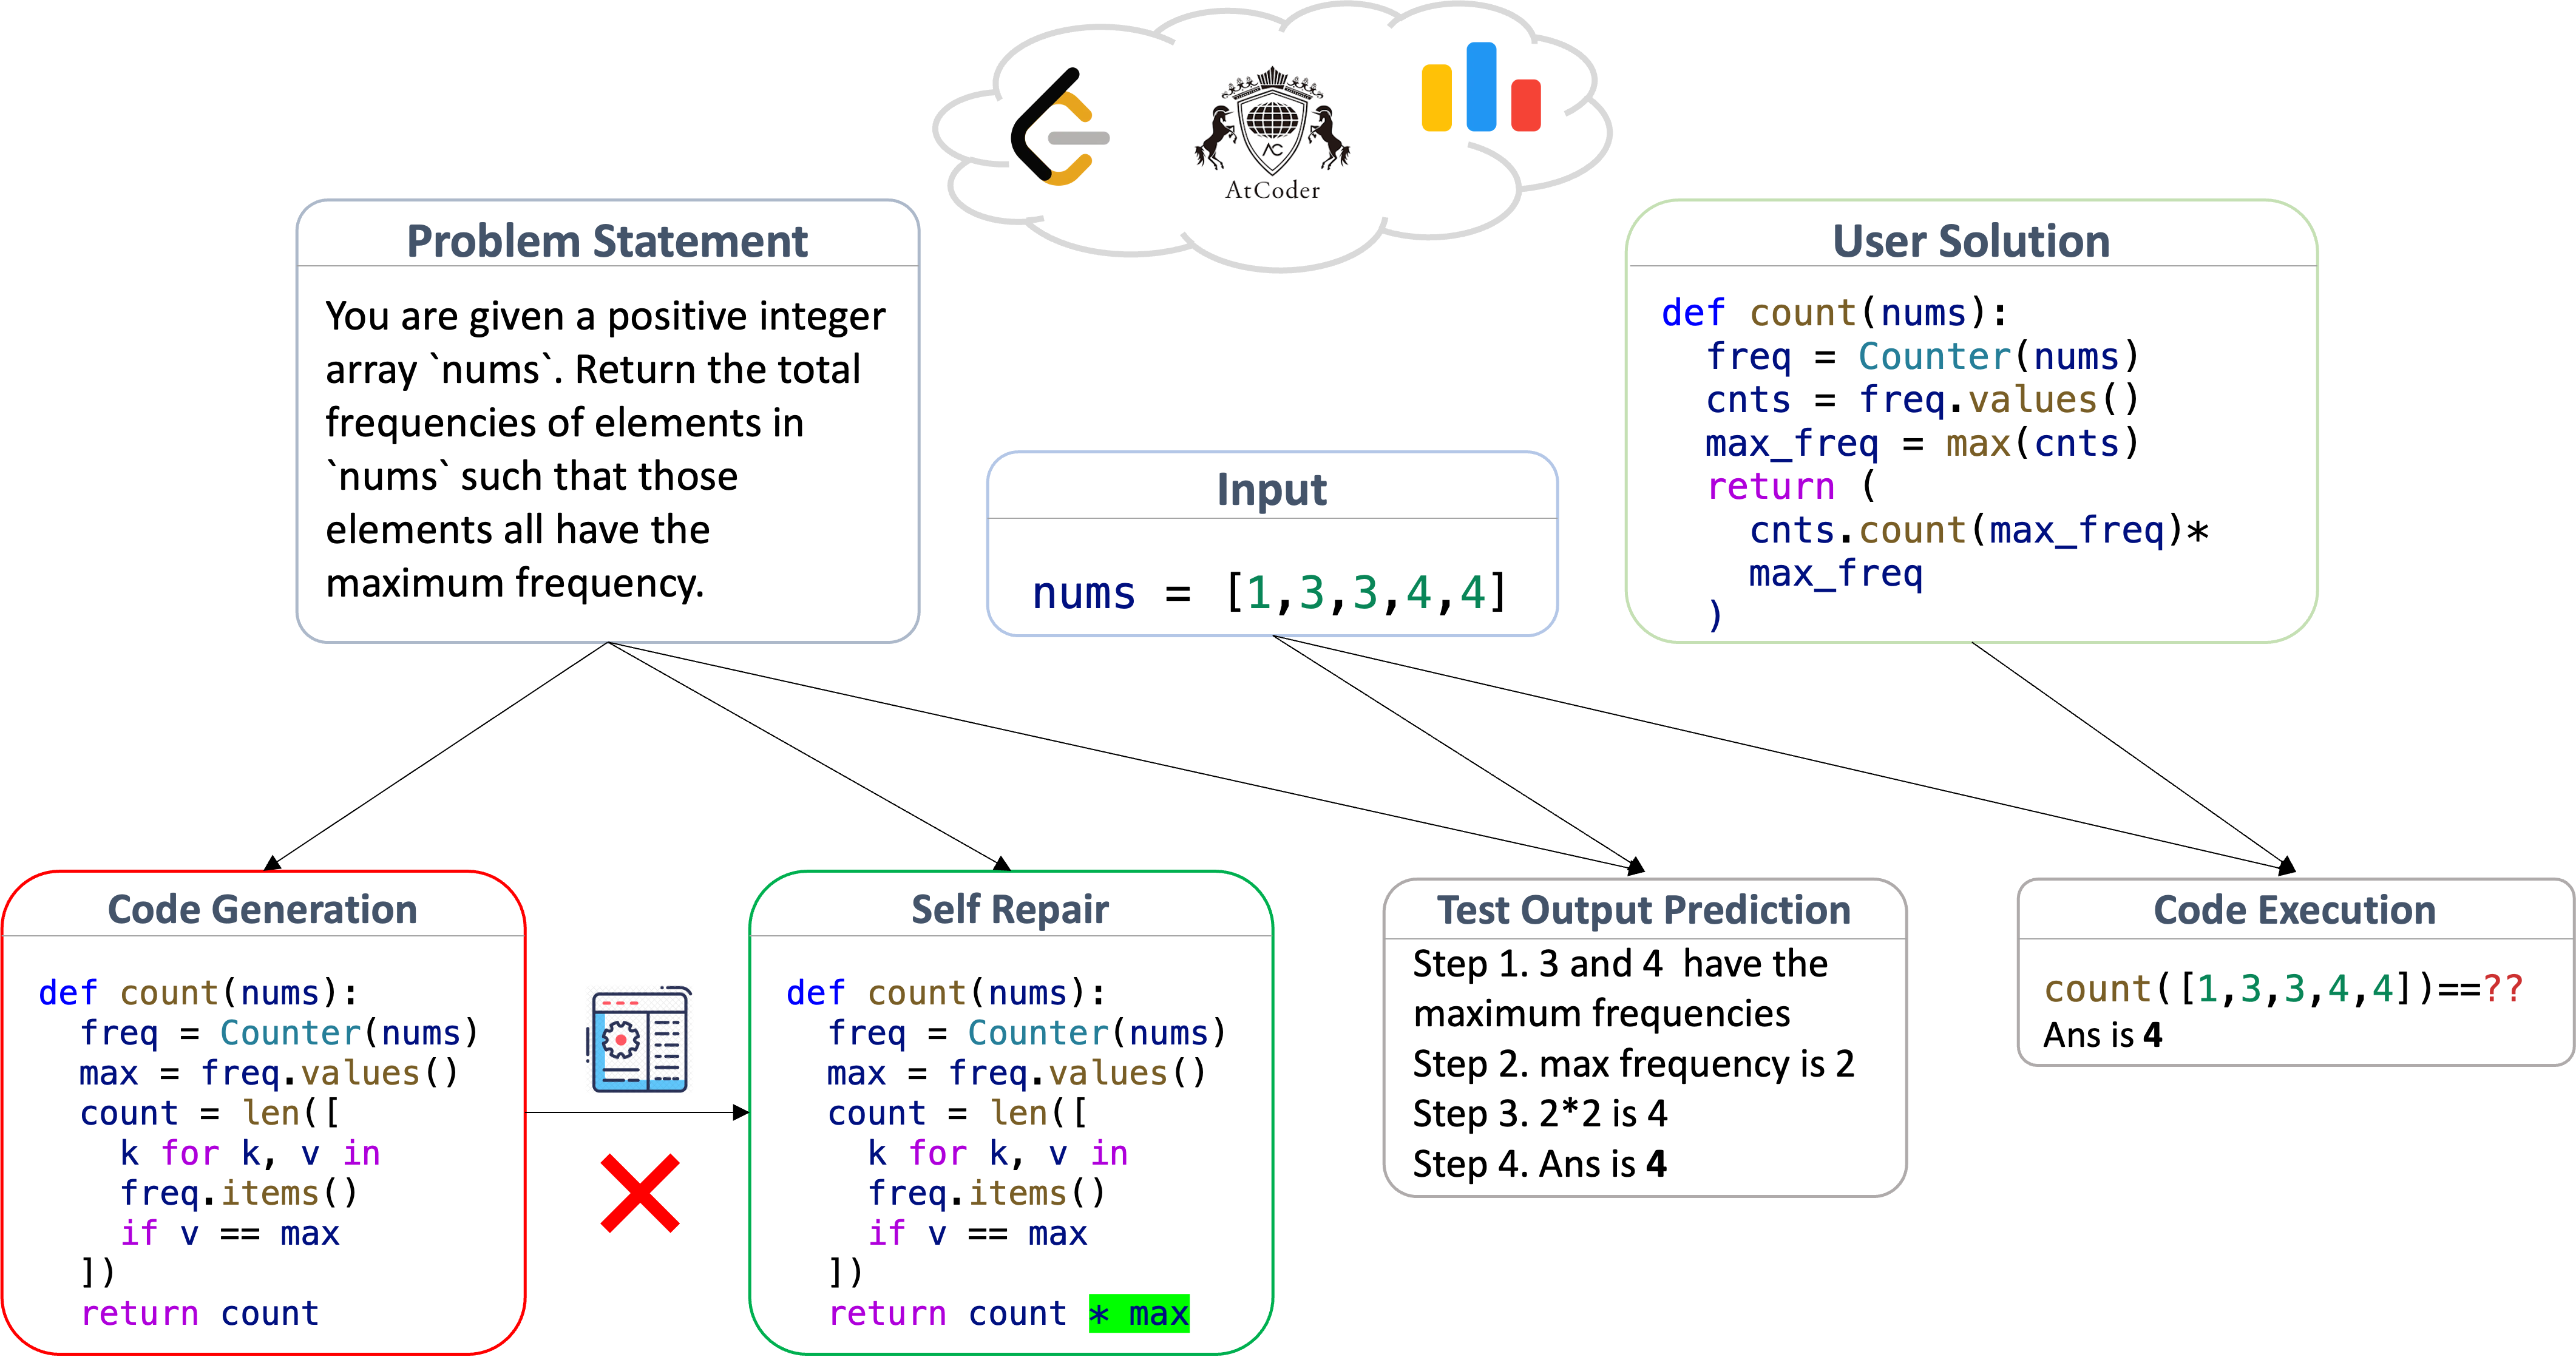 AC
AtCoder
Problem Statement
You are given a positive integer
array `nums`. Return the total
frequencies of elements in
`nums` such that those
elements all have the
maximum frequency.
Input
nums = [1,3,3,4,4]
User Solution
def count(nums):
  freq = Counter(nums)
  cnts = freq.values()
  max_freq = max(cnts)
  return (
    cnts.count(max_freq)*
    max_freq
  )
Code Generation
def count(nums):
  freq = Counter(nums)
  max = freq.values()
  count = len([
    k for k, v in
    freq.items()
    if v == max
  ])
  return count
Self Repair
def count(nums):
  freq = Counter(nums)
  max = freq.values()
  count = len([
    k for k, v in
    freq.items()
    if v == max
  ])
  return count * max
Test Output Prediction
Step 1. 3 and 4 have the
maximum frequencies
Step 2. max frequency is 2
Step 3. 2*2 is 4
Step 4. Ans is 4
Code Execution
count([1,3,3,4,4])==??
Ans is 4